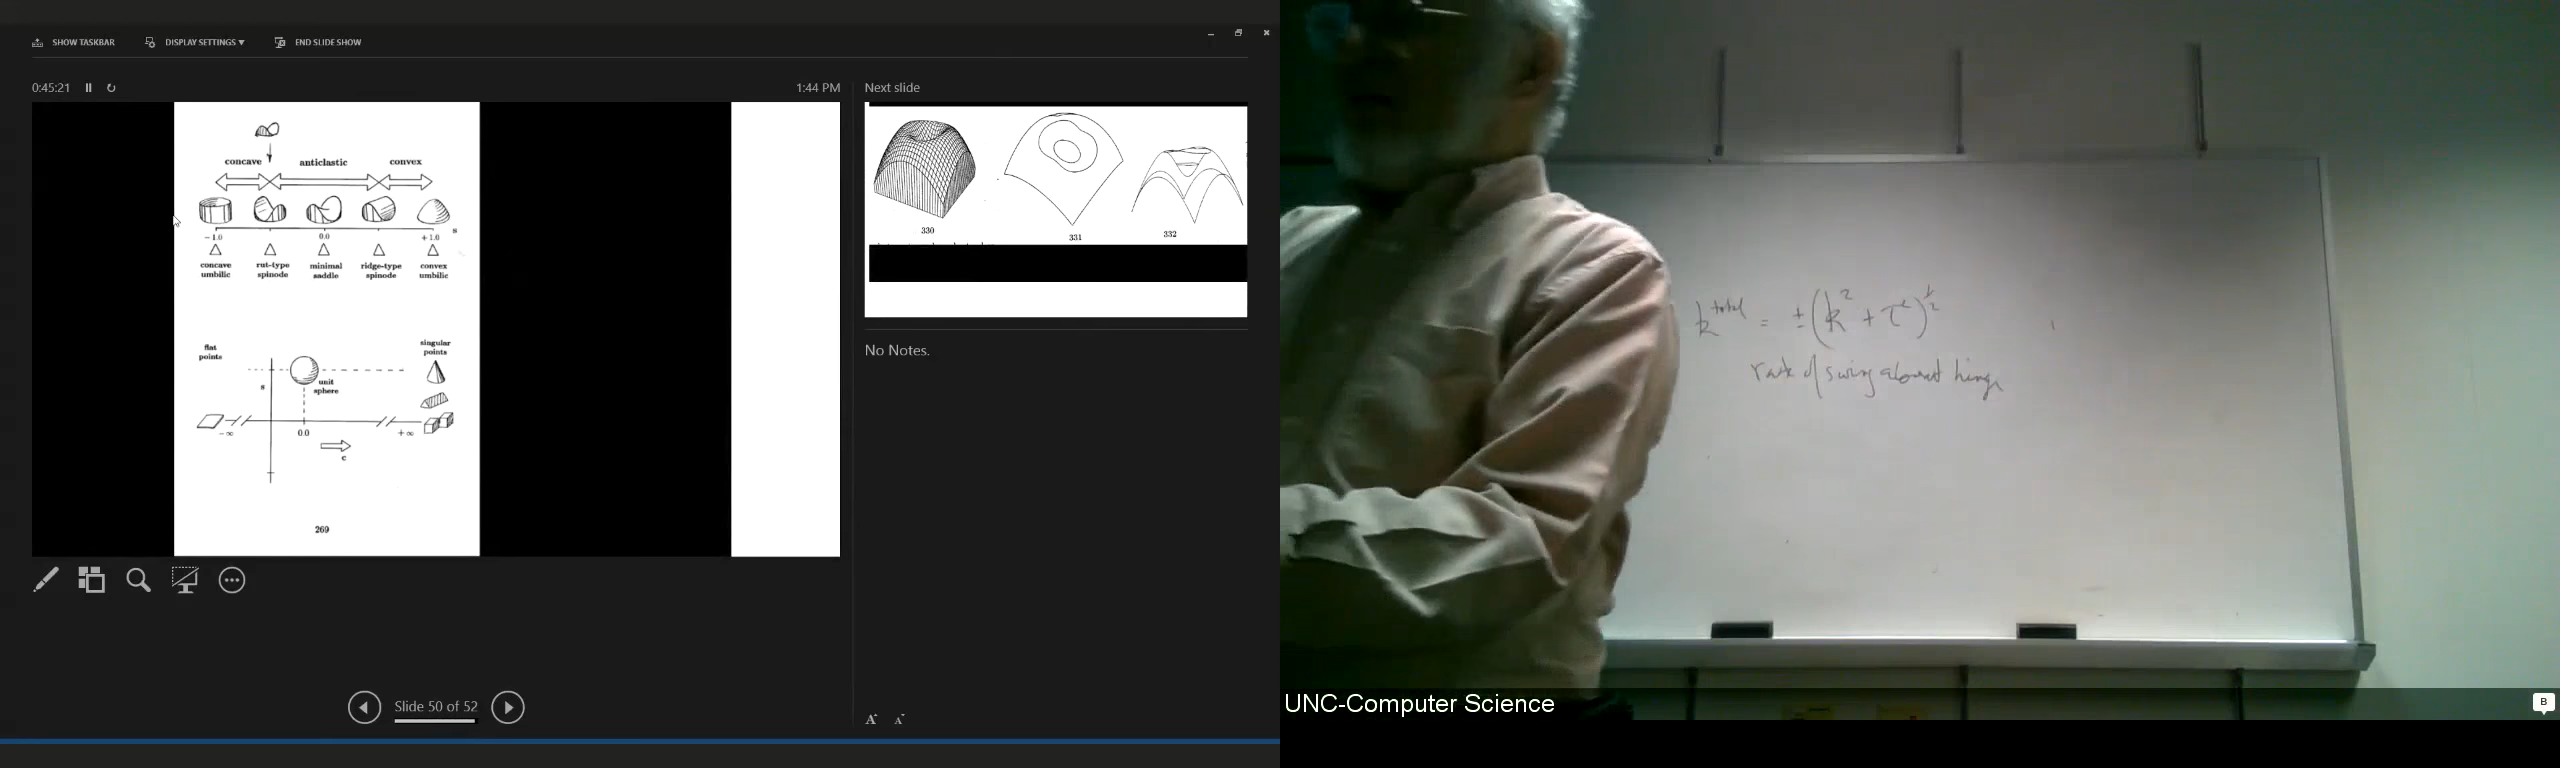 SHOW TASKBAR
DISPLAY SETTINGS ▼
END SLIDE SHOW
0:45:21
1:44 PM
concave
anticlastic
convex
s
−1.0
0.0
+1.0
concave umbilic
rut-type spinode
minimal saddle
ridge-type spinode
convex umbilic
flat points
singular points
s
unit sphere
−∞
0.0
+∞
c
269
Slide 50 of 52
Next slide
330
331
332
No Notes.
A
A
k^total = ±(k² + τ²)^½
rate of swing about hinge
UNC-Computer Science
B